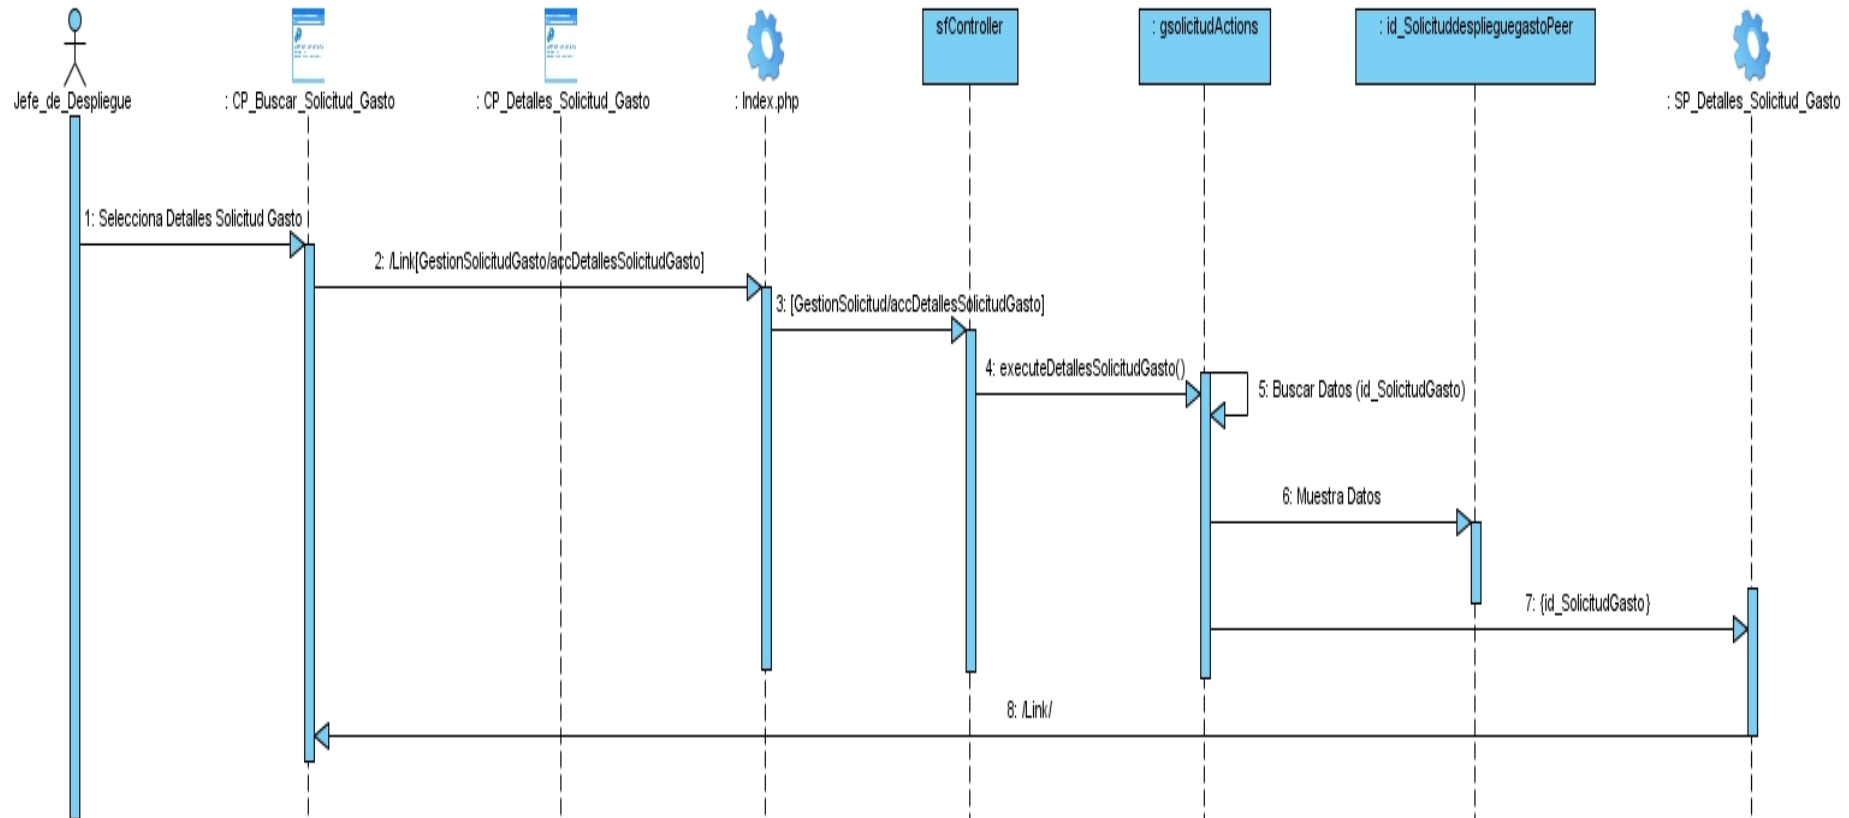 sfController
: gsolicitudActions
: id_SolicituddesplieguegastoPeer
Jefe_de_Despliegue
: CP_Buscar_Solicitud_Gasto
: CP_Detalles_Solicitud_Gasto
: Index.php
: SP_Detalles_Solicitud_Gasto
1: Selecciona Detalles Solicitud Gasto
2: /Link[GestionSolicitudGasto/accDetallesSolicitudGasto]
3: [GestionSolicitud/accDetallesSolicitudGasto]
4: executeDetallesSolicitudGasto()
5: Buscar Datos (id_SolicitudGasto)
6: Muestra Datos
7: {id_SolicitudGasto}
8: /Link/